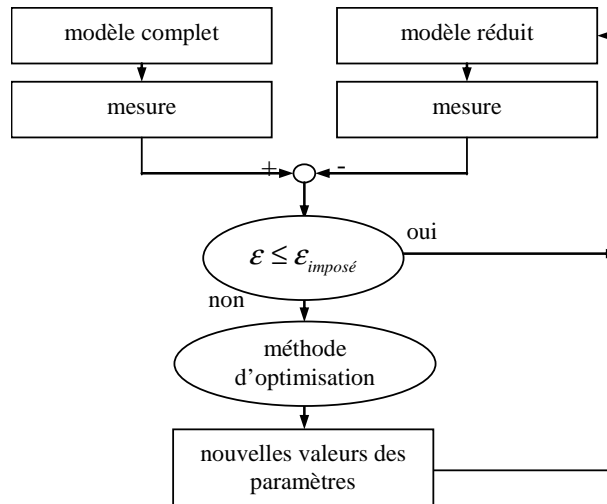 modèle complet
modèle réduit
mesure
mesure
+
-
oui
ε ≤ ε_imposé
non
méthode
d'optimisation
nouvelles valeurs des
paramètres